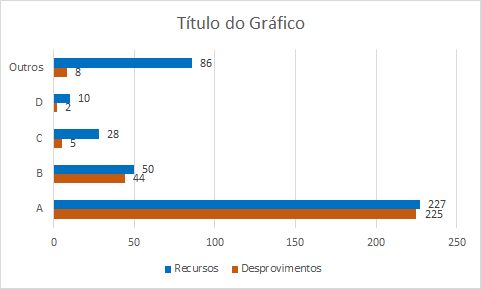 Título do Gráfico
Outros 86
8
D 10
2
C 28
5
B 50
44
A 227
225
0 50 100 150 200 250
Recursos Desprovimentos